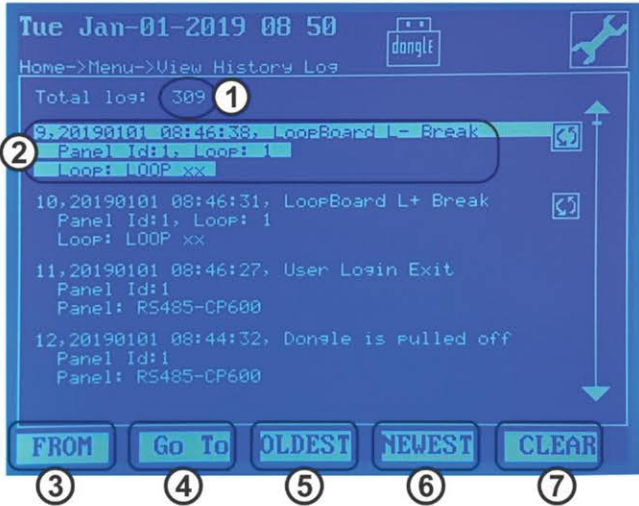 Tue Jan-01-2019 08 50
dongle
Home->Menu->View History Log
Total log: 309
1
9,20190101 08:46:38, LoopBoard L- Break
2
Panel Id:1, Loop: 1
Loop: LOOP xx
10,20190101 08:46:31, LoopBoard L+ Break
Panel Id:1, Loop: 1
Loop: LOOP xx
11,20190101 08:46:27, User Login Exit
Panel Id:1
Panel: RS485-CP600
12,20190101 08:44:32, Dongle is pulled off
Panel Id:1
Panel: RS485-CP600
FROM Go To OLDEST NEWEST CLEAR
3 4 5 6 7